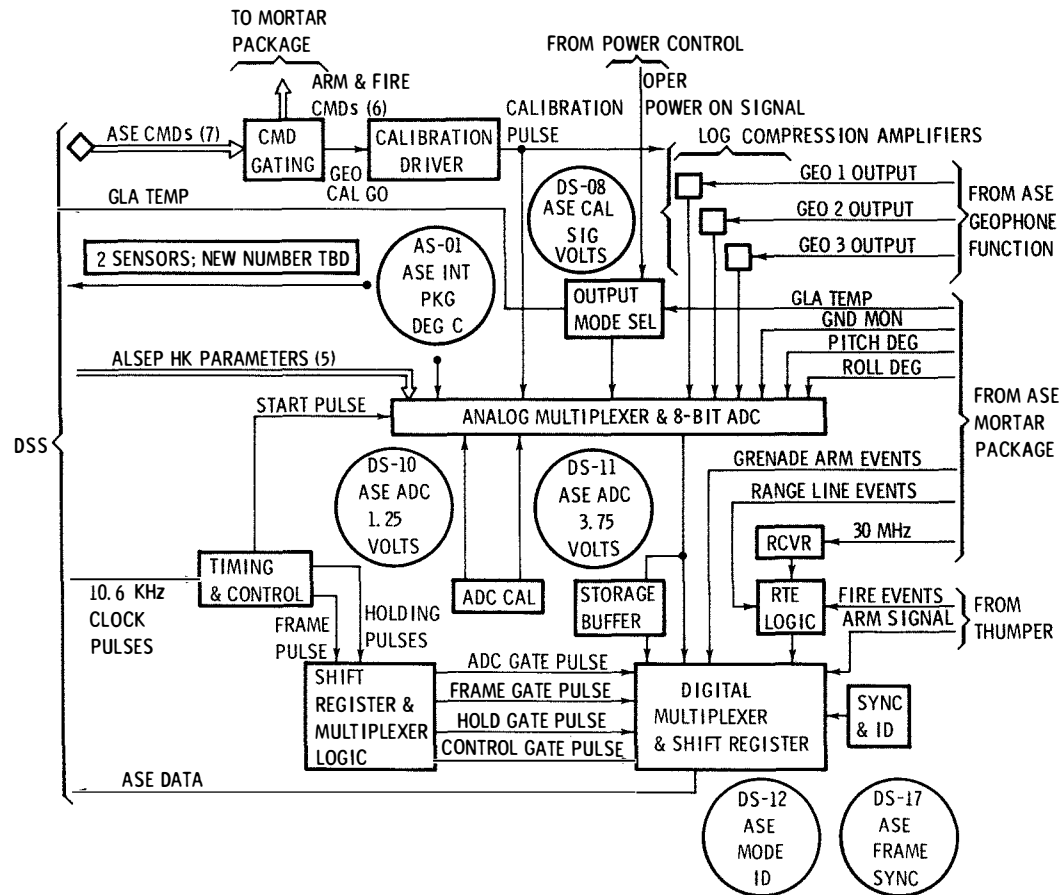 TO MORTAR
PACKAGE
FROM POWER CONTROL
ARM & FIRE
CMDs (6)
OPER
POWER ON SIGNAL
CALIBRATION
PULSE
LOG COMPRESSION AMPLIFIERS
ASE CMDs (7)
CMD
GATING
CALIBRATION
DRIVER
GEO
CAL GO
GEO 1 OUTPUT
GEO 2 OUTPUT
GEO 3 OUTPUT
FROM ASE
GEOPHONE
FUNCTION
GLA TEMP
DS-08
ASE CAL
SIG
VOLTS
2 SENSORS; NEW NUMBER TBD
AS-01
ASE INT
PKG
DEG C
OUTPUT
MODE SEL
GLA TEMP
GND MON
PITCH DEG
ROLL DEG
ALSEP HK PARAMETERS (5)
START PULSE
ANALOG MULTIPLEXER & 8-BIT ADC
FROM ASE
MORTAR
PACKAGE
DSS
DS-10
ASE ADC
1.25
VOLTS
DS-11
ASE ADC
3.75
VOLTS
GRENADE ARM EVENTS
RANGE LINE EVENTS
RCVR
30 MHz
TIMING
& CONTROL
10.6 KHz
CLOCK
PULSES
FRAME
PULSE
HOLDING
PULSES
ADC CAL
STORAGE
BUFFER
RTE
LOGIC
FIRE EVENTS
ARM SIGNAL
FROM
THUMPER
SHIFT
REGISTER &
MULTIPLEXER
LOGIC
ADC GATE PULSE
FRAME GATE PULSE
HOLD GATE PULSE
CONTROL GATE PULSE
DIGITAL
MULTIPLEXER
& SHIFT REGISTER
SYNC
& ID
ASE DATA
DS-12
ASE
MODE
ID
DS-17
ASE
FRAME
SYNC